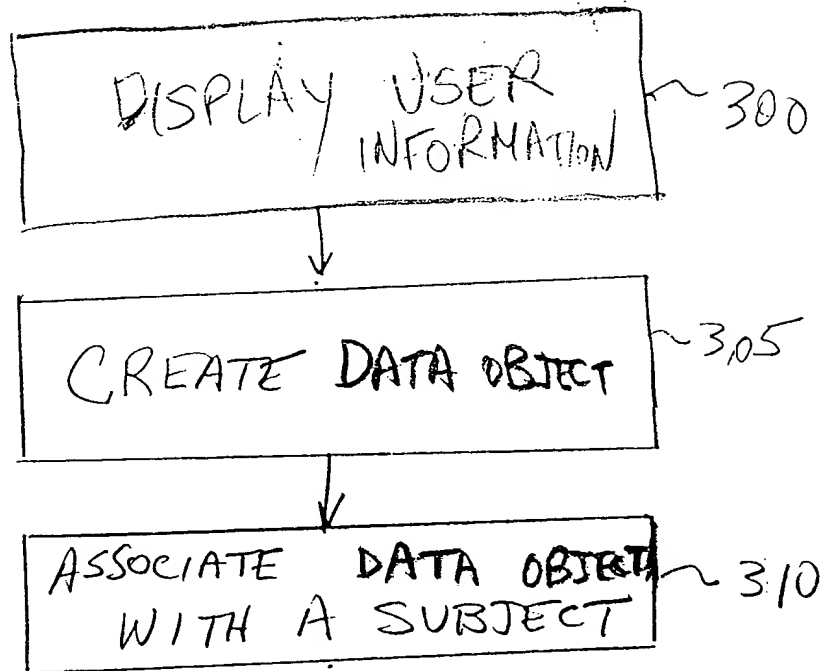 DISPLAY USER
INFORMATION
300
CREATE DATA OBJECT
305
ASSOCIATE DATA OBJECT
WITH A SUBJECT
310